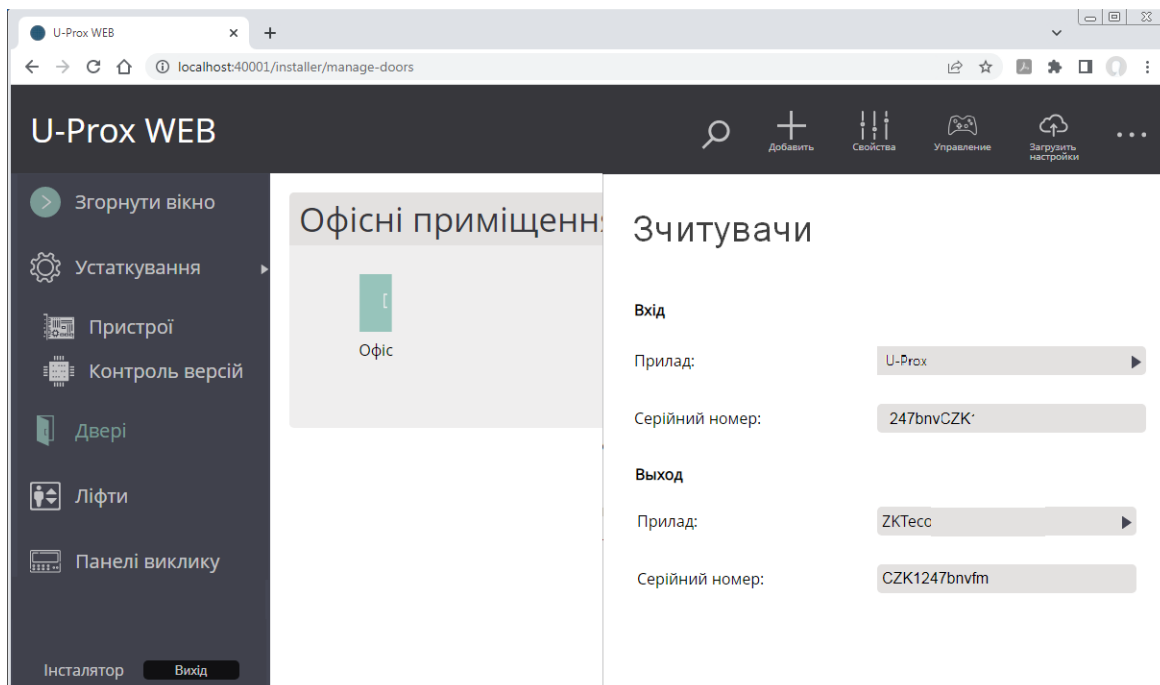 U-Prox WEB
localhost:40001/installer/manage-doors
U-Prox WEB
Добавить
Свойства
Управление
Загрузить
настройки
Згорнути вікно
Устаткування
Пристрої
Контроль версій
Двері
Ліфти
Панелі виклику
Інсталятор
Вихід
Офісні приміщення
Офіс
Зчитувачи
Вхід
Прилад:
U-Prox
Серійний номер:
247bnvCZK1
Выход
Прилад:
ZKTeco
Серійний номер:
CZK1247bnvfm